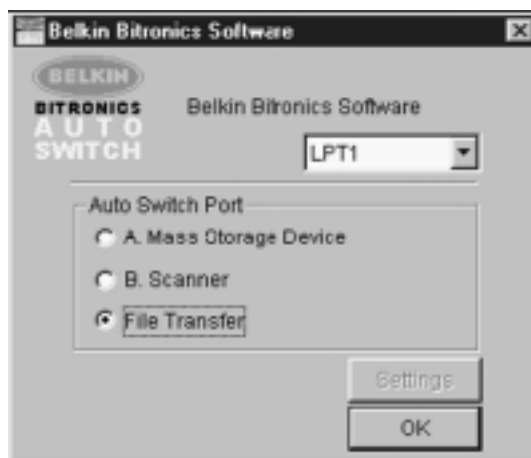 Belkin Bitronics Software
BELKIN
BITRONICS
AUTO
SWITCH
Belkin Bitronics Software
LPT1
Auto Switch Port
A. Mass Storage Device
B. Scanner
File Transfer
Settings
OK